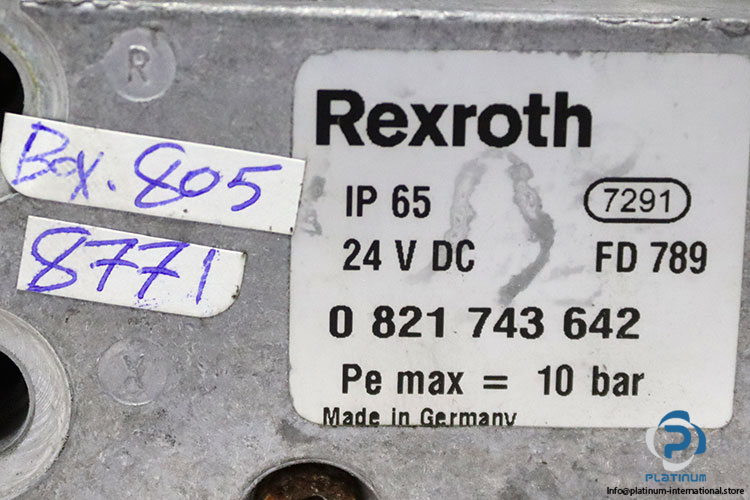 R
Box. 805
8771
X
Rexroth
IP 65 7291
24 V DC FD 789
0 821 743 642
Pe max = 10 bar
Made in Germany
P
PLATINUM
Info@platinum-international.store